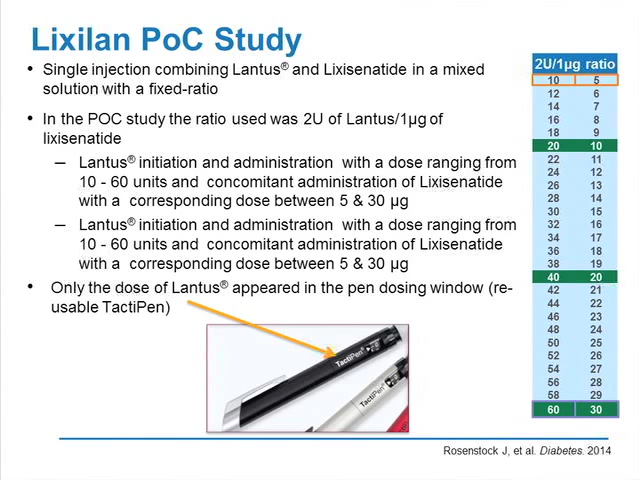 Lixilan PoC Study
• Single injection combining Lantus® and Lixisenatide in a mixed
solution with a fixed-ratio
• In the POC study the ratio used was 2U of Lantus/1µg of
lixisenatide
– Lantus® initiation and administration with a dose ranging from
10 - 60 units and concomitant administration of Lixisenatide
with a corresponding dose between 5 & 30 µg
– Lantus® initiation and administration with a dose ranging from
10 - 60 units and concomitant administration of Lixisenatide
with a corresponding dose between 5 & 30 µg
• Only the dose of Lantus® appeared in the pen dosing window (re-
usable TactiPen)
TactiPen®
TactiPen®
2U/1µg ratio
10 5
12 6
14 7
16 8
18 9
20 10
22 11
24 12
26 13
28 14
30 15
32 16
34 17
36 18
38 19
40 20
42 21
44 22
46 23
48 24
50 25
52 26
54 27
56 28
58 29
60 30
Rosenstock J, et al. Diabetes. 2014